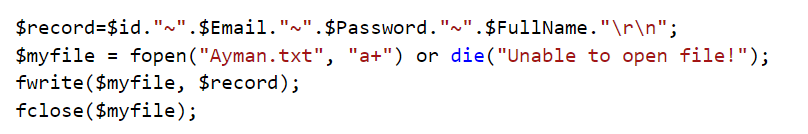 $record=$id."~".$Email."~".$Password."~".$FullName."\r\n";
$myfile = fopen("Ayman.txt", "a+") or die("Unable to open file!");
fwrite($myfile, $record);
fclose($myfile);